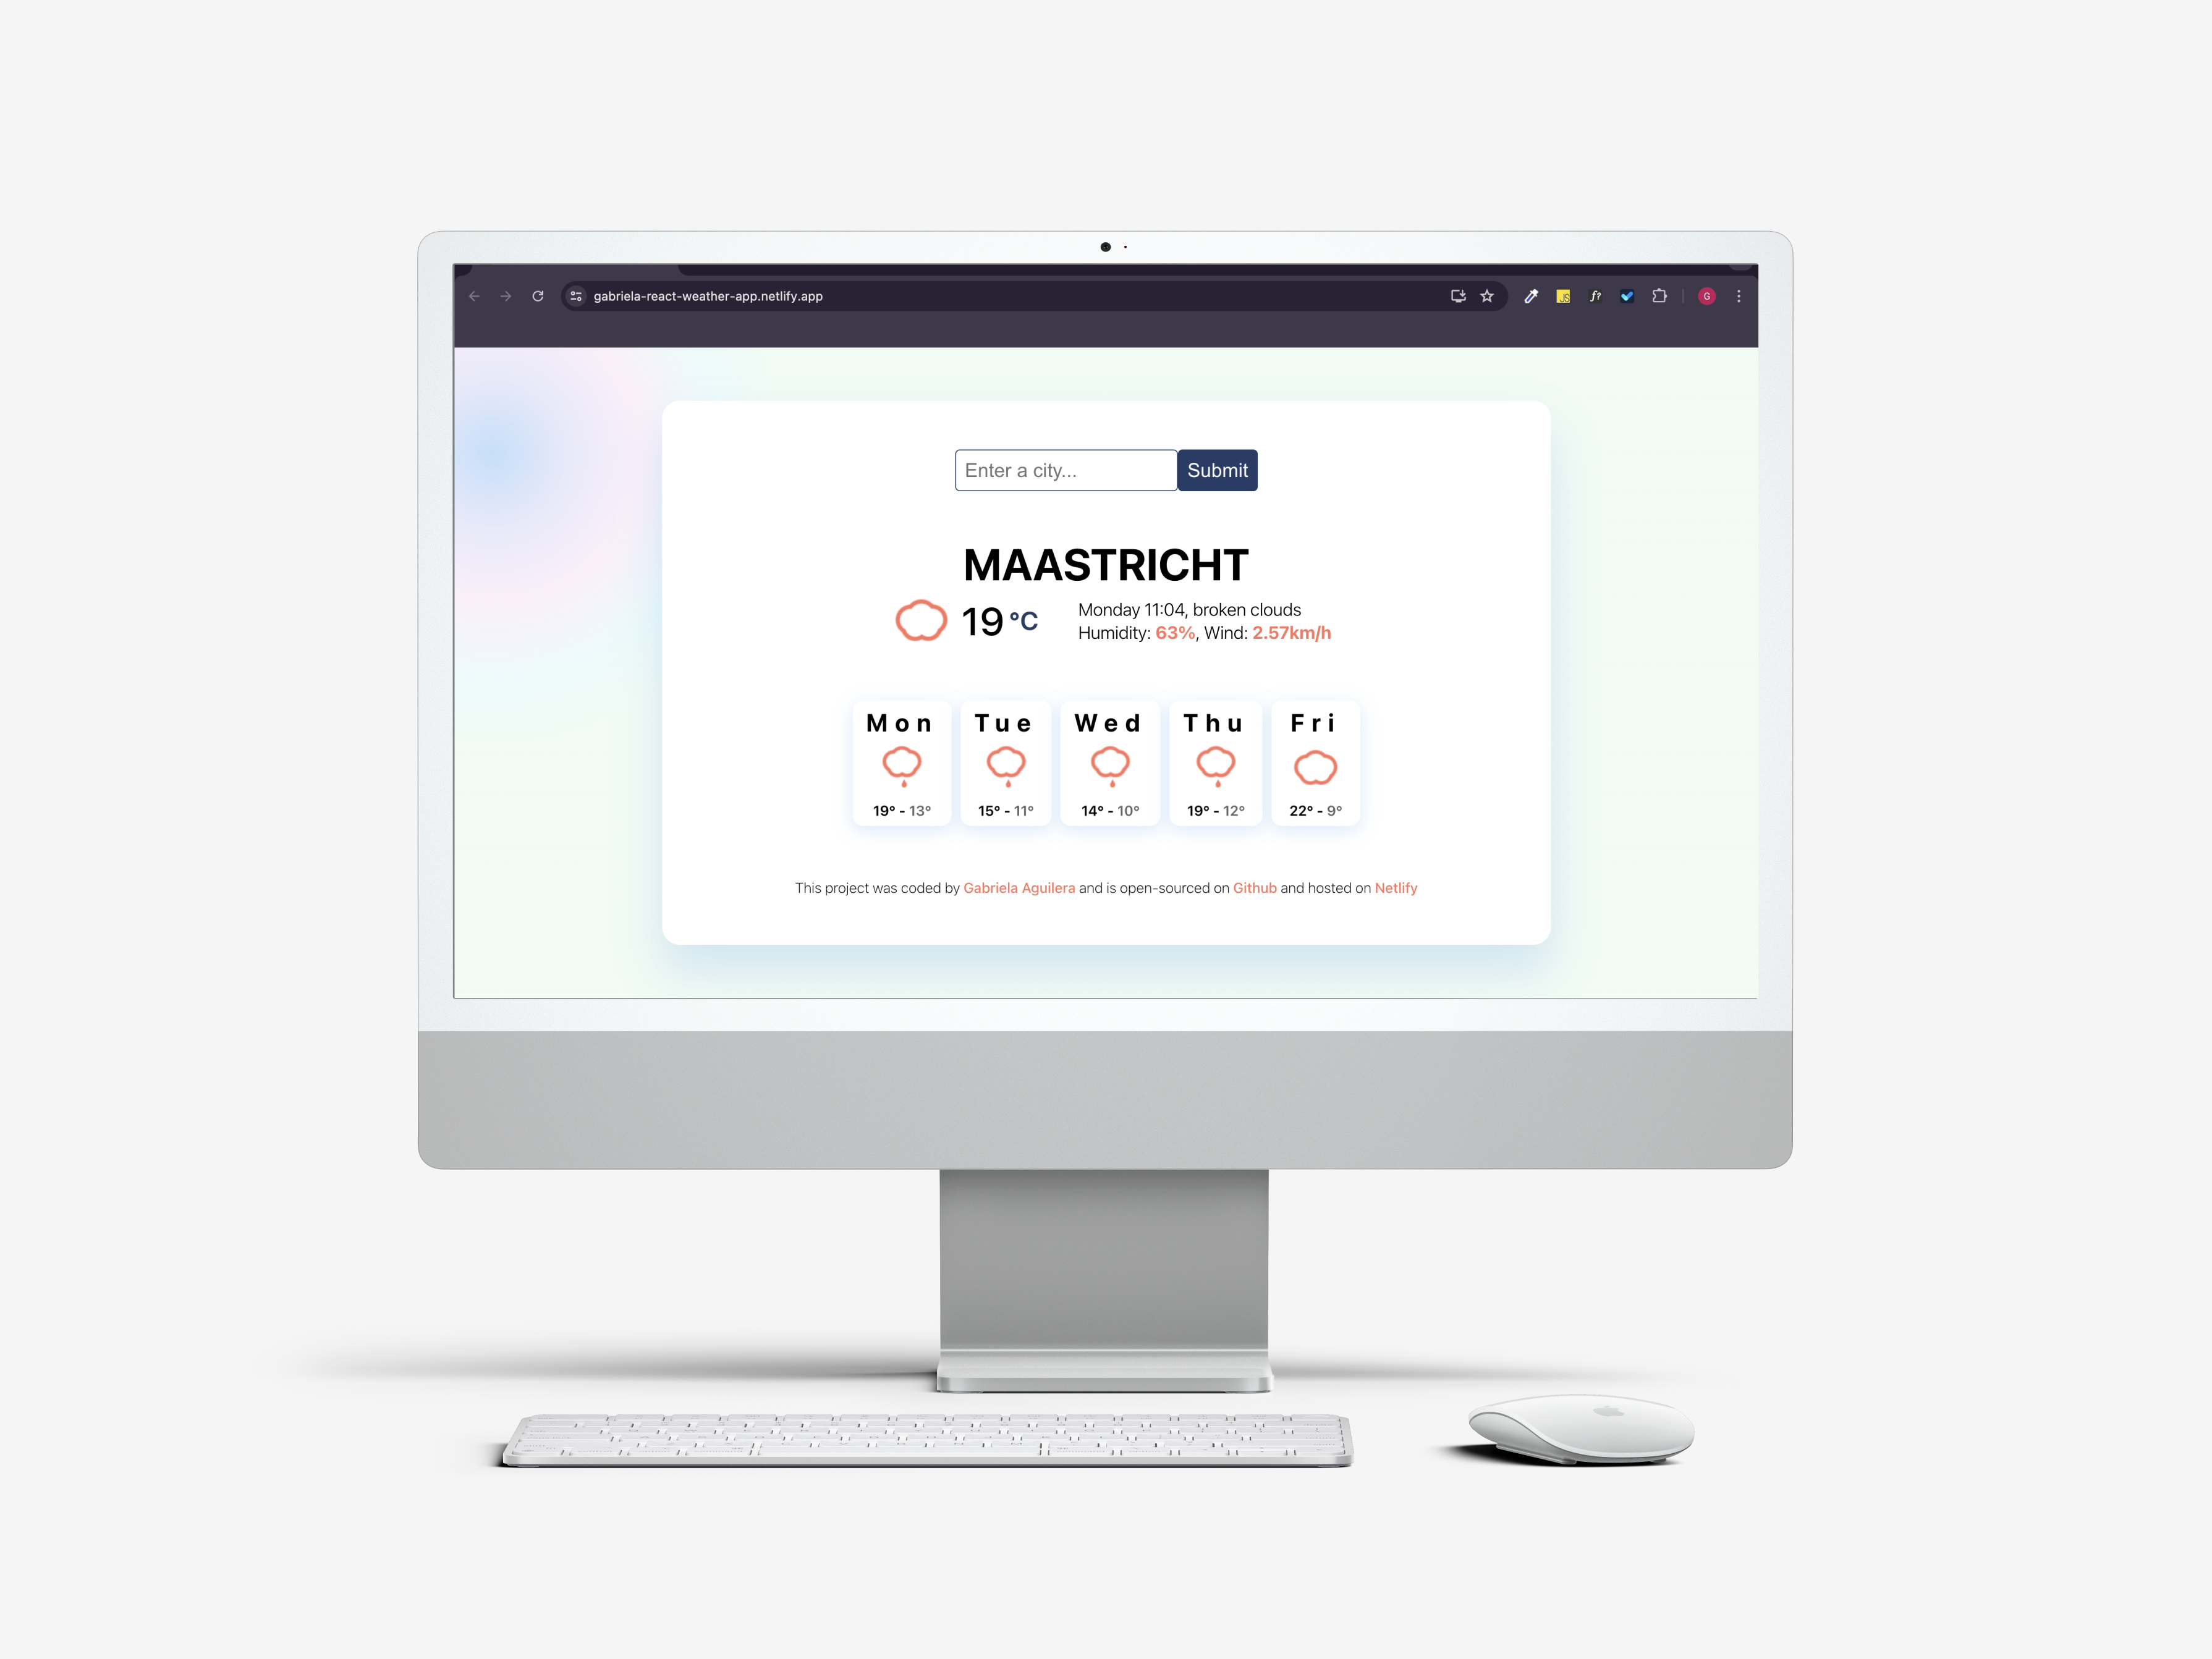 gabriela-react-weather-app.netlify.app
JS
f?
G
Enter a city...
Submit
MAASTRICHT
19 °C
Monday 11:04, broken clouds
Humidity: 63%, Wind: 2.57km/h
Mon Tue Wed Thu Fri
19° - 13° 15° - 11° 14° - 10° 19° - 12° 22° - 9°
This project was coded by Gabriela Aguilera and is open-sourced on Github and hosted on Netlify